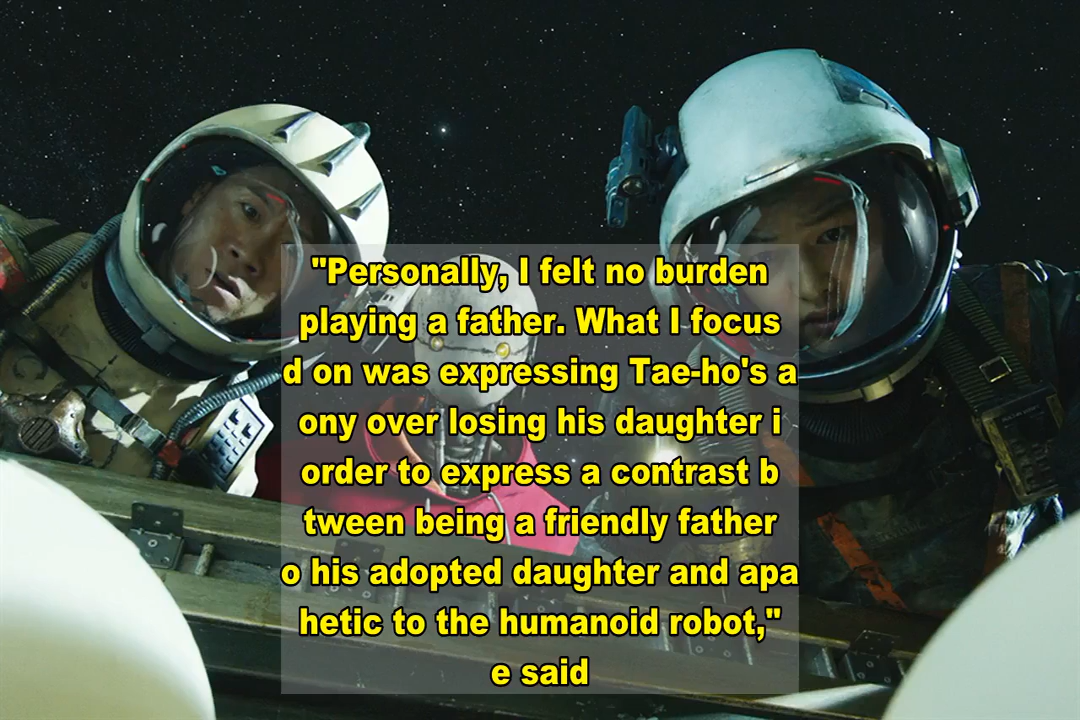 "Personally, I felt no burden
playing a father. What I focus
d on was expressing Tae-ho's a
ony over losing his daughter i
order to express a contrast b
tween being a friendly father
o his adopted daughter and apa
hetic to the humanoid robot,"
e said